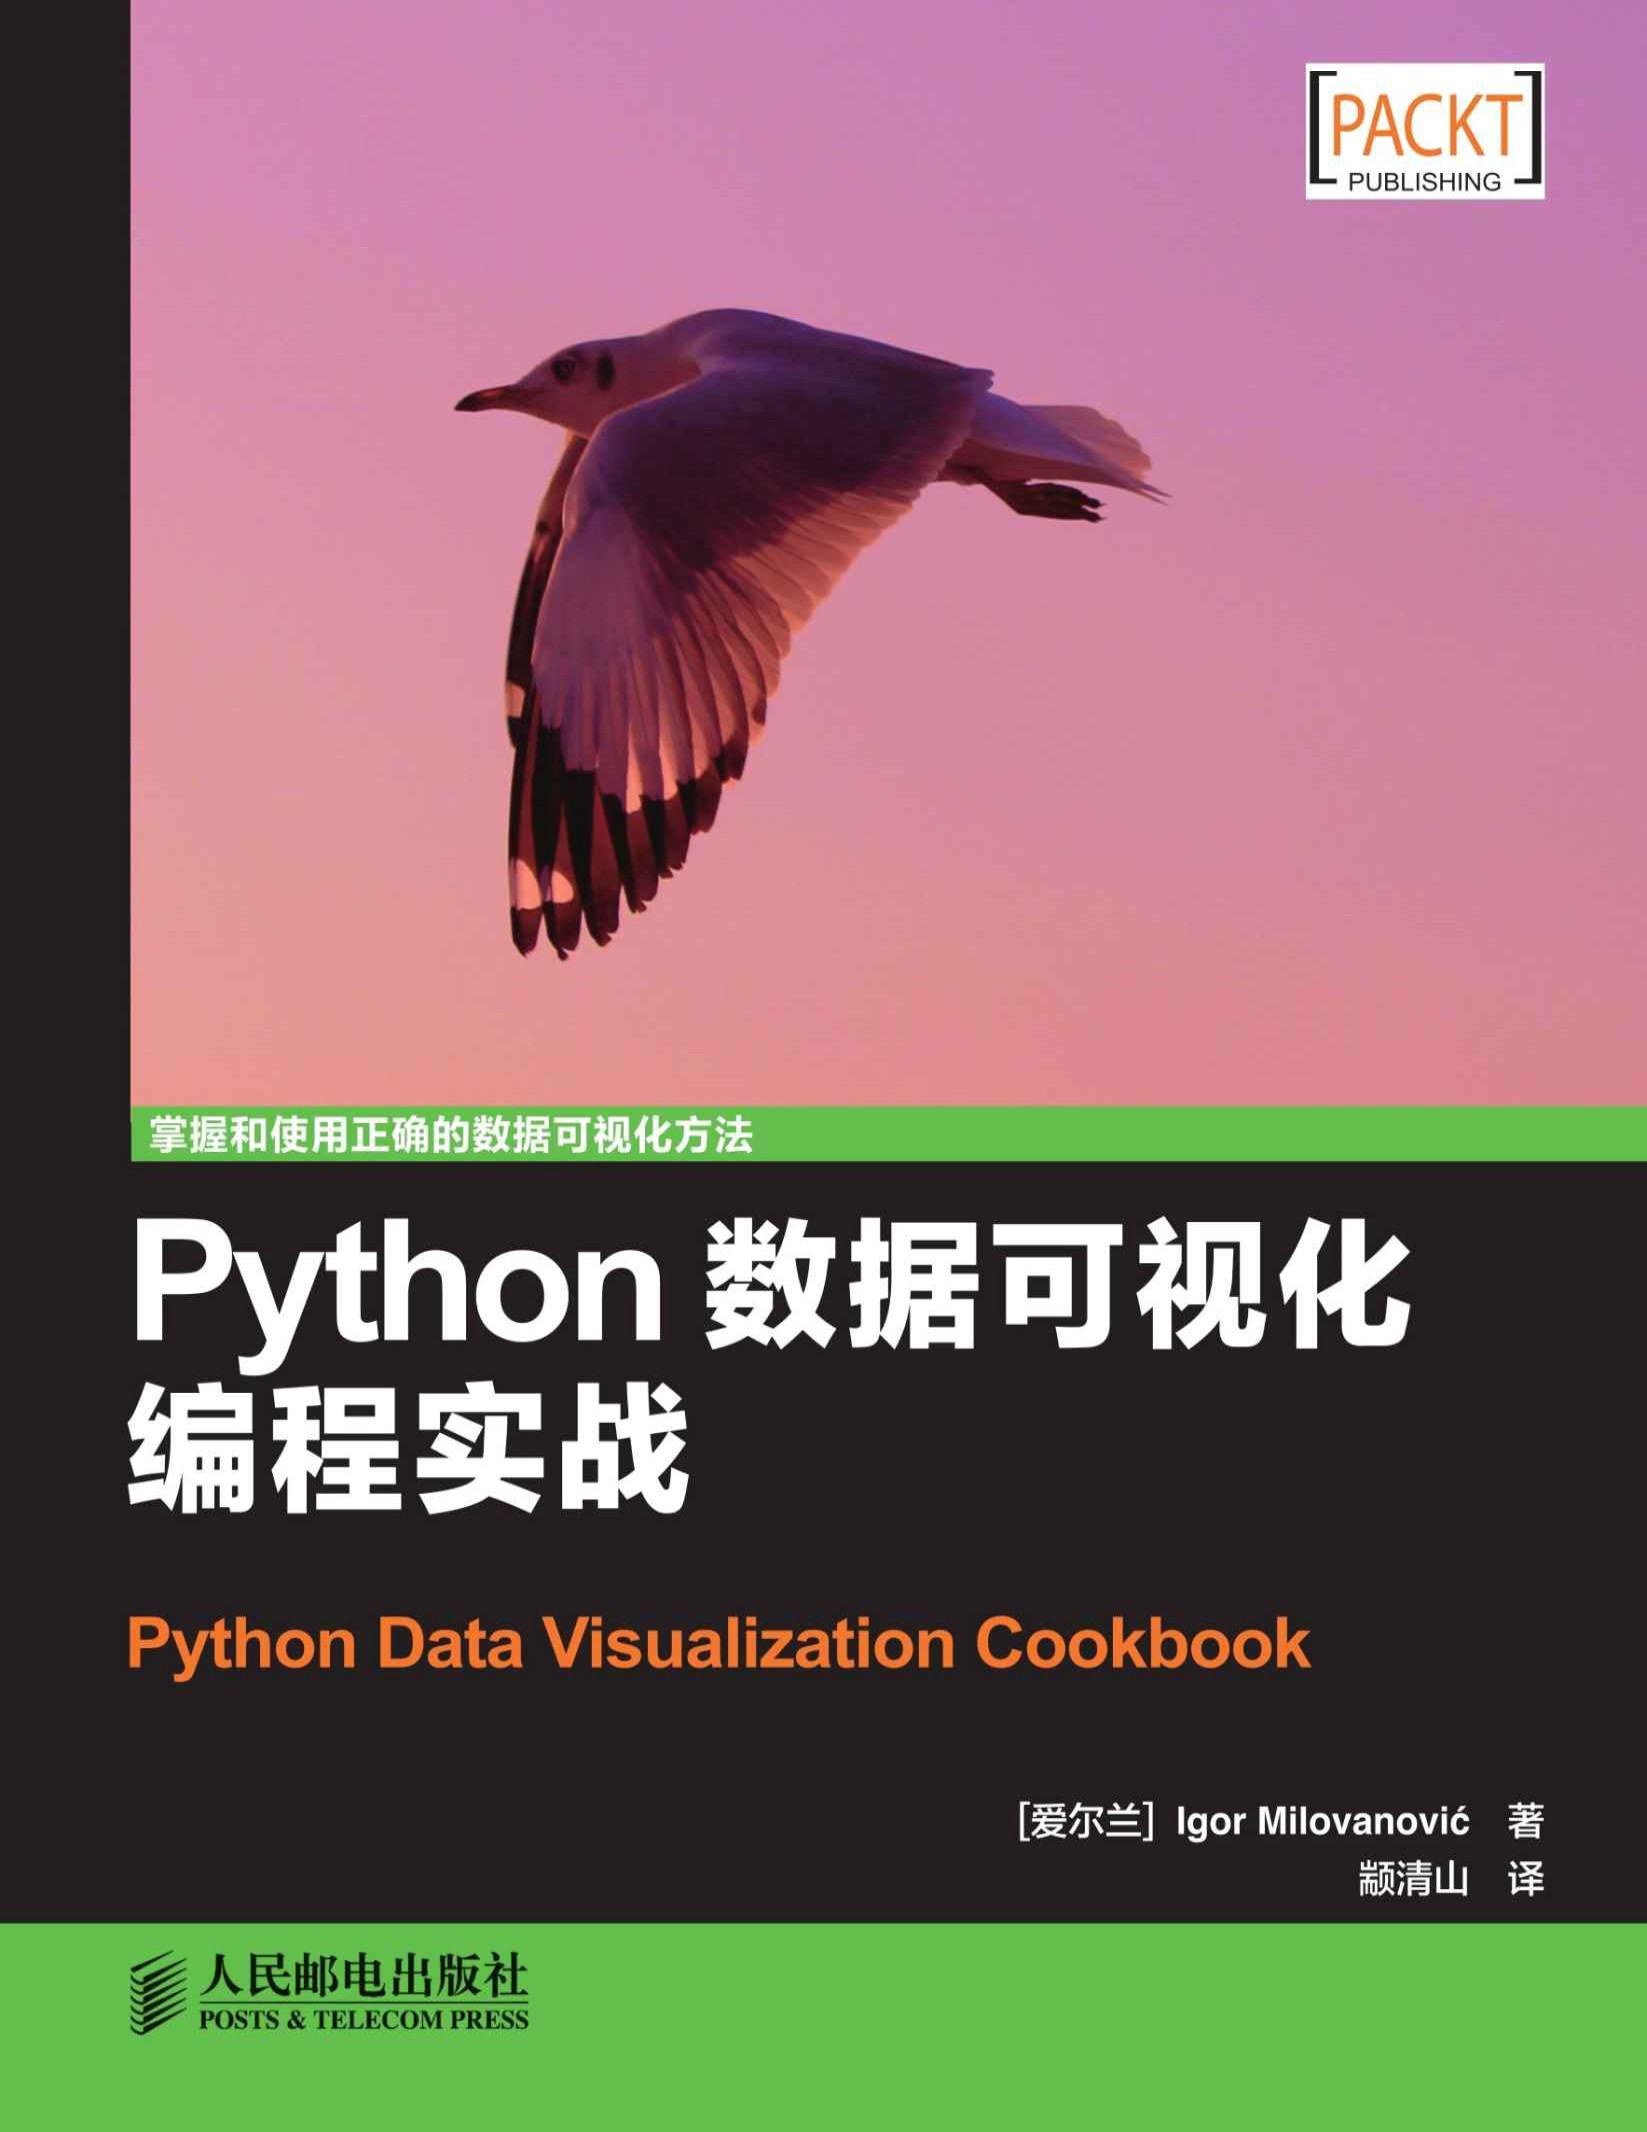 PACKT
PUBLISHING
掌握和使用正确的数据可视化方法
Python 数据可视化
编程实战
Python Data Visualization Cookbook
[爱尔兰] Igor Milovanović 著
颛清山 译
人民邮电出版社
POSTS & TELECOM PRESS